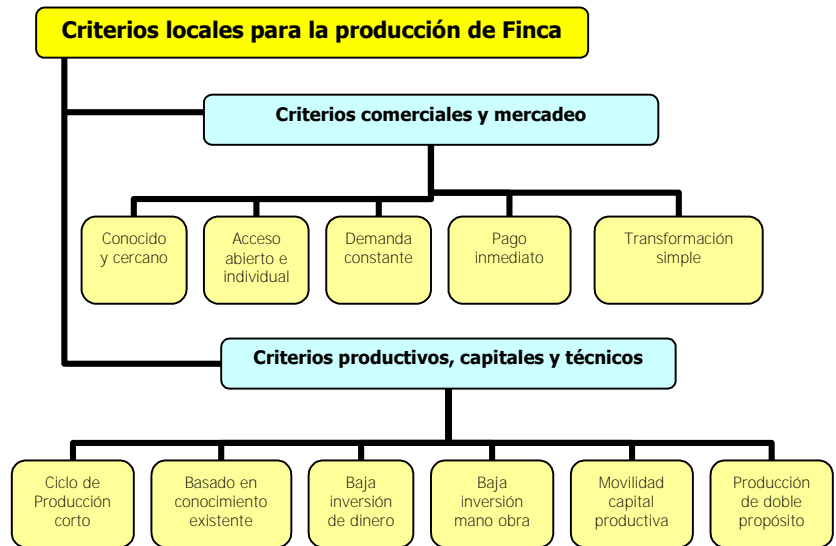 Criterios locales para la producción de Finca
Criterios comerciales y mercadeo
Conocido
y cercano
Acceso
abierto e
individual
Demanda
constante
Pago
inmediato
Transformación
simple
Criterios productivos, capitales y técnicos
Ciclo de
Producción
corto
Basado en
conocimiento
existente
Baja
inversión
de dinero
Baja
inversión
mano obra
Movilidad
capital
productiva
Producción
de doble
propósito